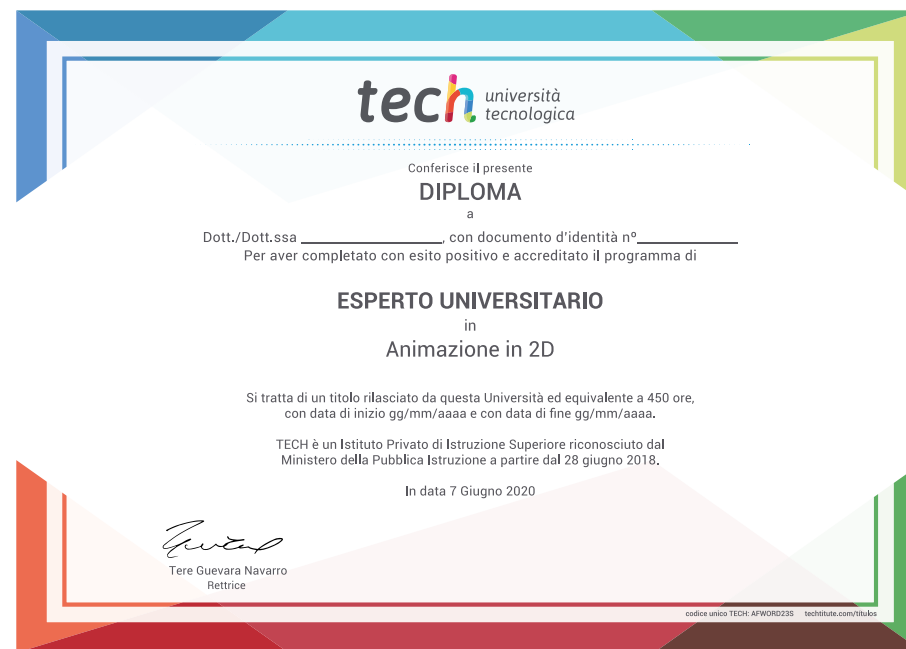 tech università
tecnologica
Conferisce il presente
DIPLOMA
a
Dott./Dott.ssa ________________, con documento d'identità nº____________
Per aver completato con esito positivo e accreditato il programma di
ESPERTO UNIVERSITARIO
in
Animazione in 2D
Si tratta di un titolo rilasciato da questa Università ed equivalente a 450 ore,
con data di inizio gg/mm/aaaa e con data di fine gg/mm/aaaa.
TECH è un Istituto Privato di Istruzione Superiore riconosciuto dal
Ministero della Pubblica Istruzione a partire dal 28 giugno 2018.
In data 7 Giugno 2020
Tere Guevara Navarro
Rettrice
codice unico TECH: AFWORD23S techtitute.com/titulos